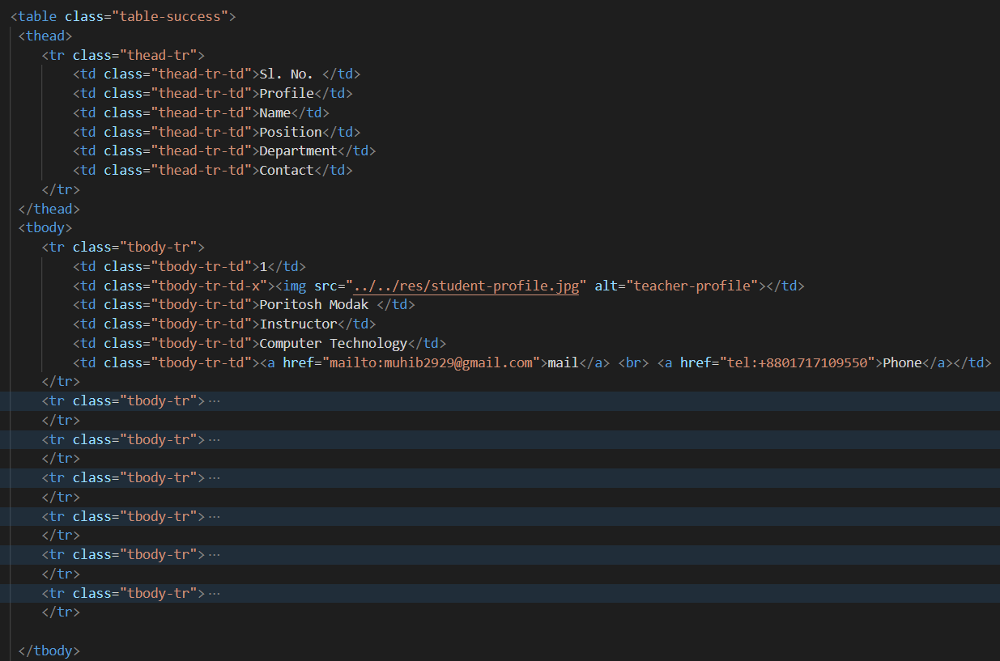 <table class="table-success">
<thead>
<tr class="thead-tr">
<td class="thead-tr-td">Sl. No. </td>
<td class="thead-tr-td">Profile</td>
<td class="thead-tr-td">Name</td>
<td class="thead-tr-td">Position</td>
<td class="thead-tr-td">Department</td>
<td class="thead-tr-td">Contact</td>
</tr>
</thead>
<tbody>
<tr class="tbody-tr">
<td class="tbody-tr-td">1</td>
<td class="tbody-tr-td-x"><img src="../../res/student-profile.jpg" alt="teacher-profile"></td>
<td class="tbody-tr-td">Poritosh Modak </td>
<td class="tbody-tr-td">Instructor</td>
<td class="tbody-tr-td">Computer Technology</td>
<td class="tbody-tr-td"><a href="mailto:muhib2929@gmail.com">mail</a> <br> <a href="tel:+8801717109550">Phone</a></td>
</tr>
<tr class="tbody-tr">···
</tr>
<tr class="tbody-tr">···
</tr>
<tr class="tbody-tr">···
</tr>
<tr class="tbody-tr">···
</tr>
<tr class="tbody-tr">···
</tr>
<tr class="tbody-tr">···
</tr>
</tbody>